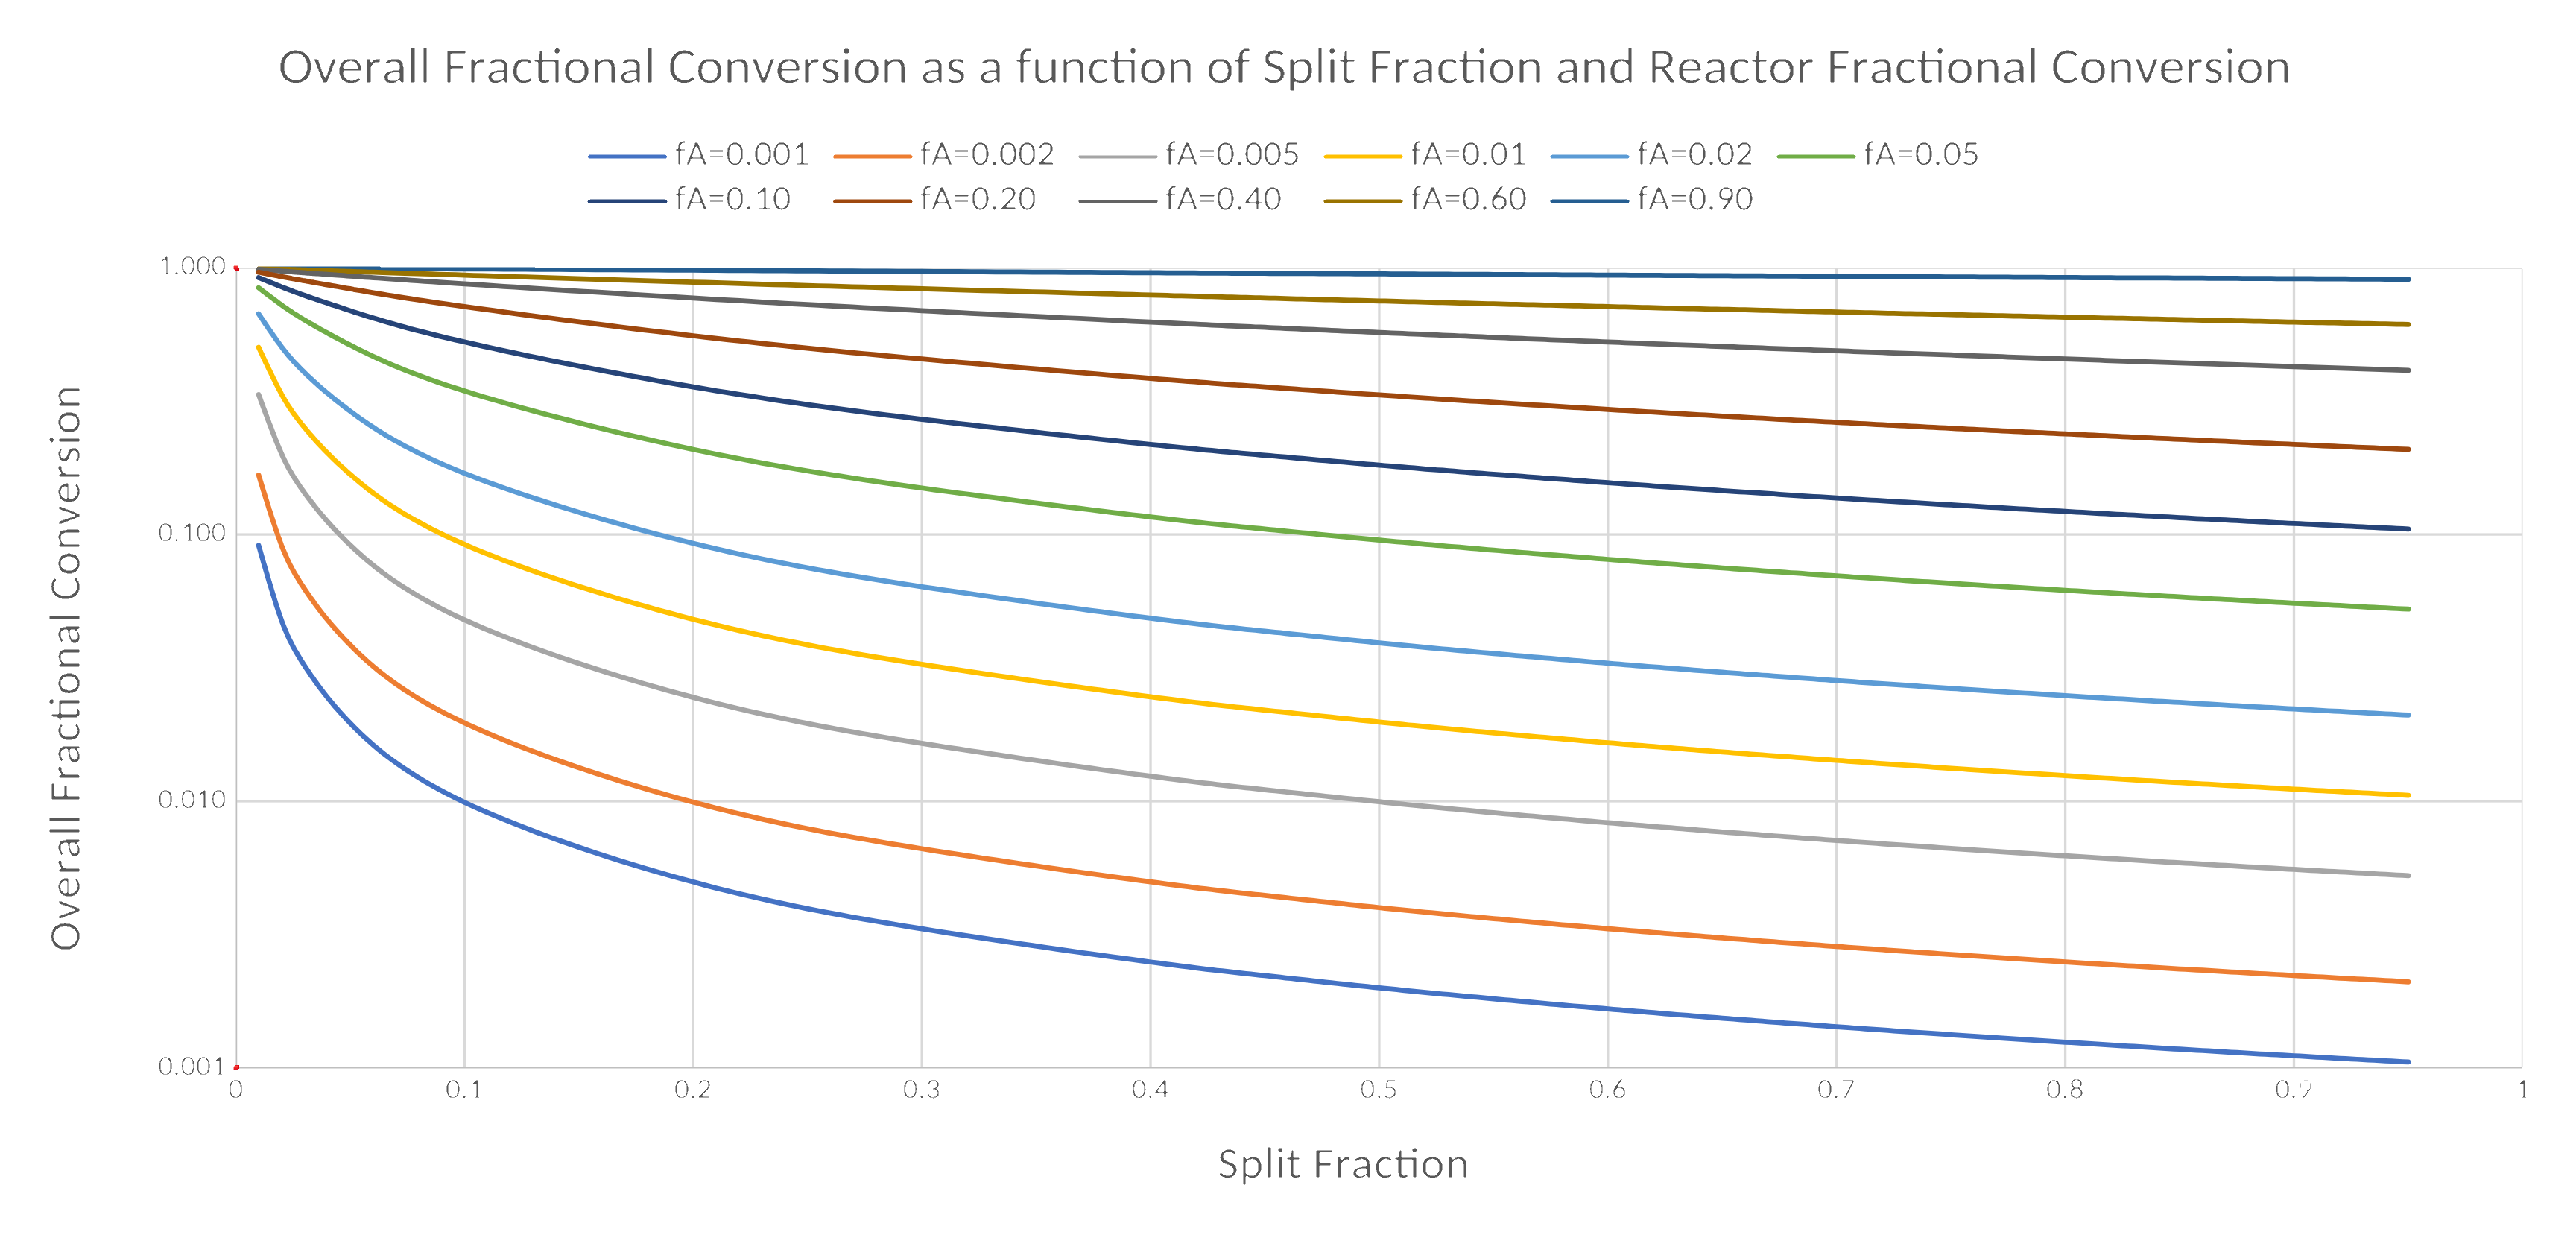 Overall Fractional Conversion as a function of Split Fraction and Reactor Fractional Conversion
fA=0.001 fA=0.002 fA=0.005 fA=0.01 fA=0.02 fA=0.05
fA=0.10 fA=0.20 fA=0.40 fA=0.60 fA=0.90
Overall Fractional Conversion
1.000
0.100
0.010
0.001
0 0.1 0.2 0.3 0.4 0.5 0.6 0.7 0.8 0.9 1
Split Fraction